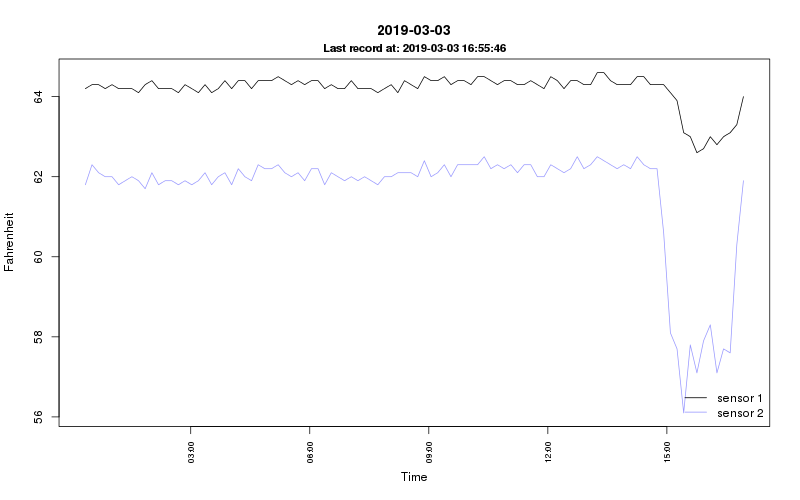 2019-03-03
Last record at: 2019-03-03 16:55:46
64
62
60
58
56
Fahrenheit
sensor 1
sensor 2
03:00
06:00
09:00
12:00
15:00
Time